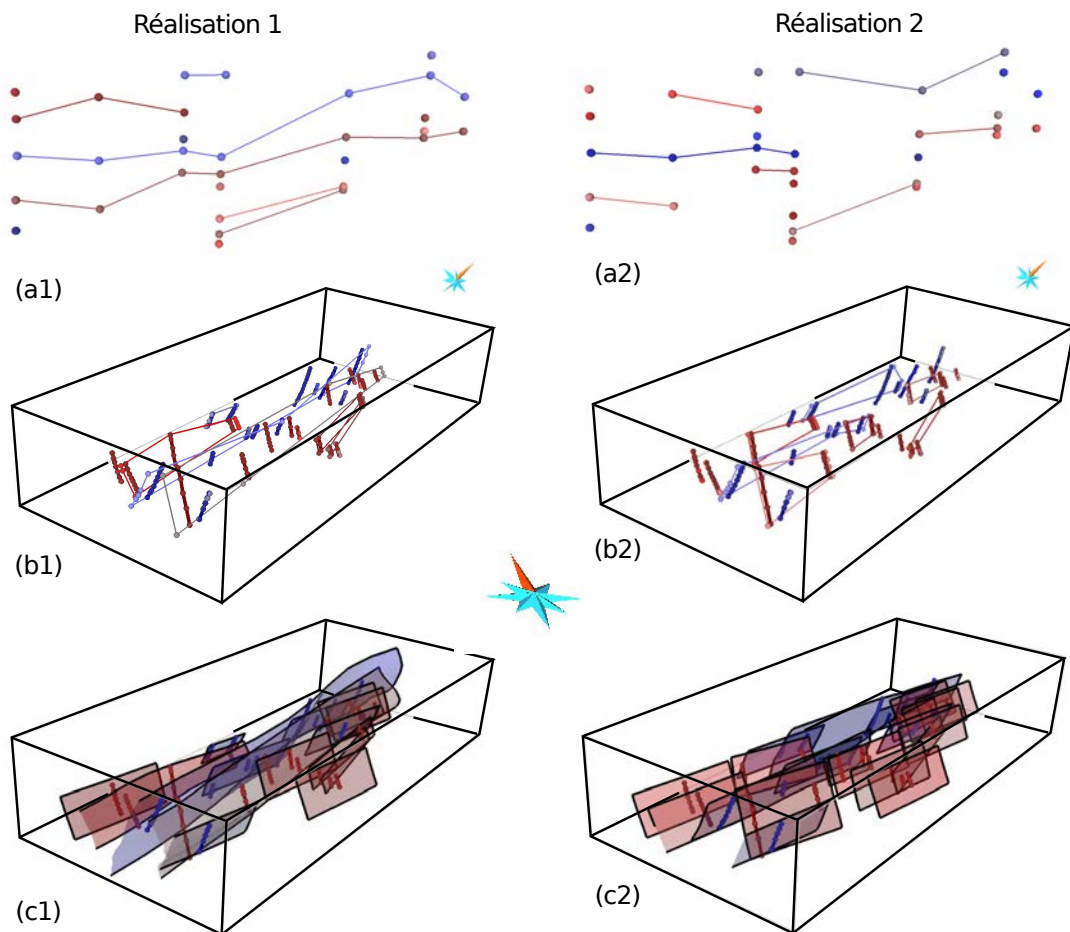 Réalisation 1
Réalisation 2
(a1)
(a2)
(b1)
(b2)
(c1)
(c2)